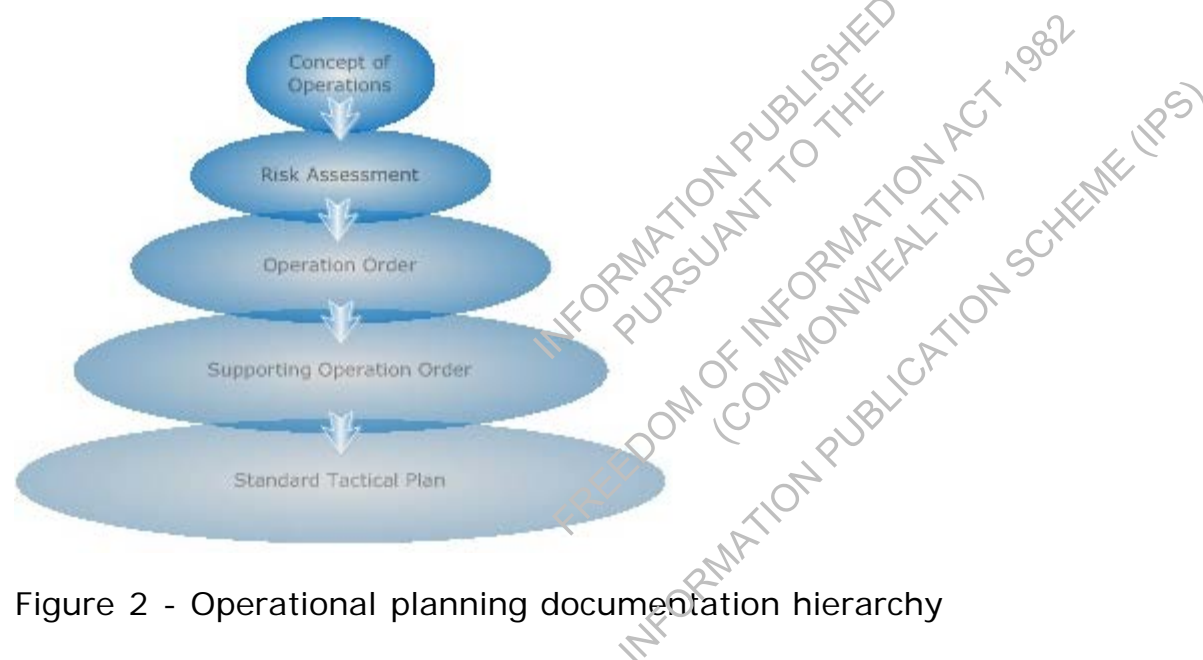 Concept of
Operations
Risk Assessment
Operation Order
Supporting Operation Order
Standard Tactical Plan
Figure 2 - Operational planning documentation hierarchy
INFORMATION PUBLISHED
PURSUANT TO THE
FREEDOM OF INFORMATION ACT 1982
(COMMONWEALTH)
INFORMATION PUBLICATION SCHEME (IPS)